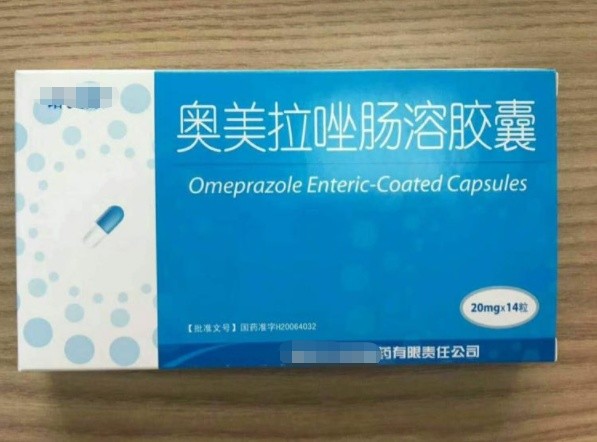 奥美拉唑肠溶胶囊
Omeprazole Enteric-Coated Capsules
20mg×14粒
【批准文号】国药准字H20064032
药有限责任公司